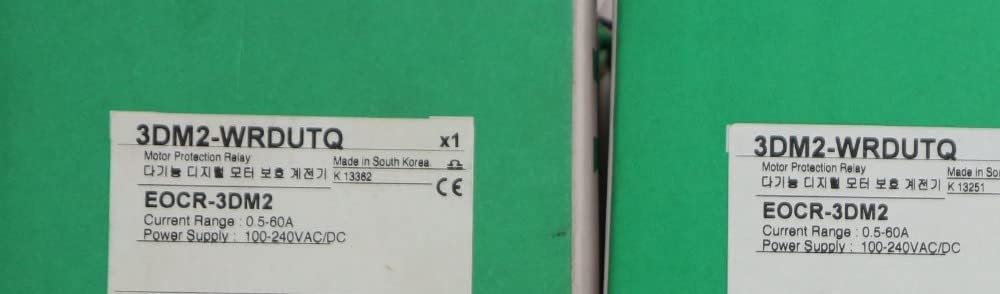 3DM2-WRDUTQ x1
Motor Protection Relay
Made in South Korea
다기능 디지털 모터 보호 계전기
K 13362
CE
EOCR-3DM2
Current Range : 0.5-60A
Power Supply : 100-240VAC/DC
3DM2-WRDUTQ
Motor Protection Relay
Made in Sou
다기능 디지털 모터 보호 계전기
K 13251
EOCR-3DM2
Current Range : 0.5-60A
Power Supply : 100-240VAC/DC